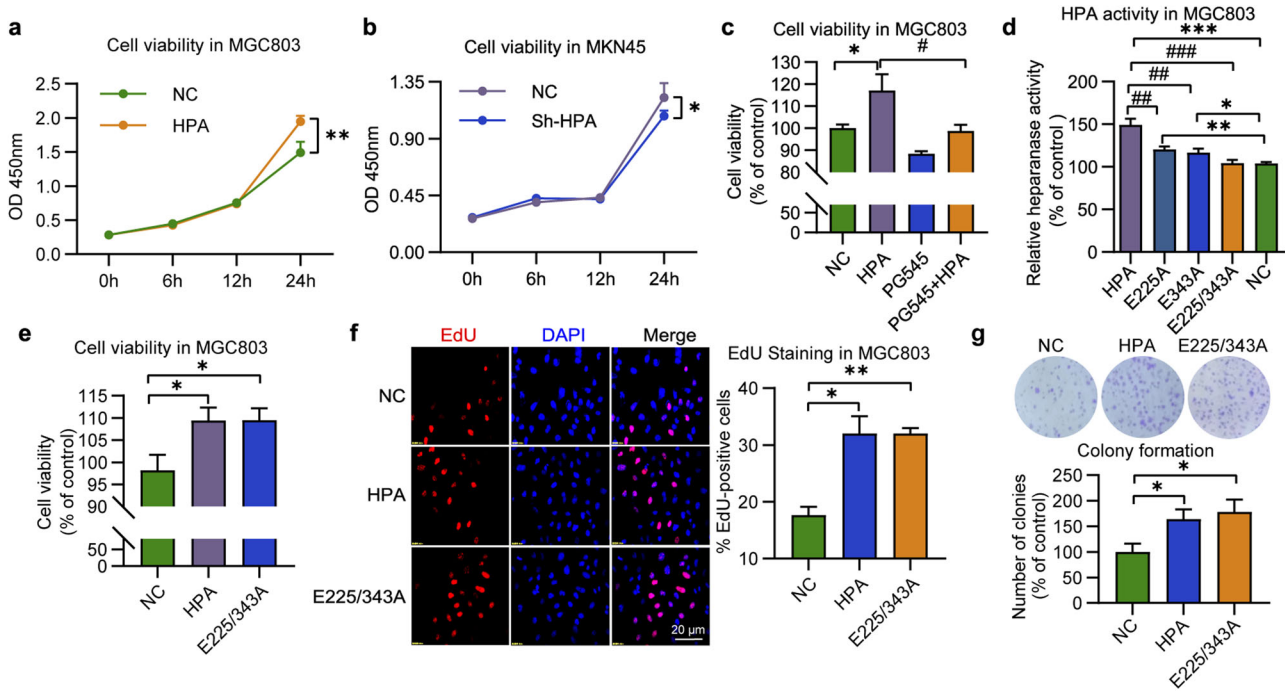 a
Cell viability in MGC803
2.5
2.0
1.5
1.0
0.5
0.0
OD 450nm
NC
HPA
**
0h 6h 12h 24h
b
Cell viability in MKN45
1.35
0.90
0.45
0.00
OD 450nm
NC
Sh-HPA
*
0h 6h 12h 24h
c
Cell viability in MGC803
* #
120
110
100
90
80
50
0
Cell viability
(% of control)
NC HPA PG545 PG545+HPA
d
HPA activity in MGC803
***
###
##
## *
**
200
150
100
50
0
Relative heparanase activity
(% of control)
HPA E225A E343A E225/343A NC
e
Cell viability in MGC803
*
*
115
110
105
100
95
90
50
0
Cell viability
(% of control)
NC HPA E225/343A
f
EdU DAPI Merge
NC
HPA
E225/343A
20 μm
EdU Staining in MGC803
**
*
40
30
20
10
% EdU-positive cells
NC HPA E225/343A
g
NC HPA E225/343A
Colony formation
*
*
250
200
150
100
50
0
Number of clonies
(% of control)
NC HPA E225/343A